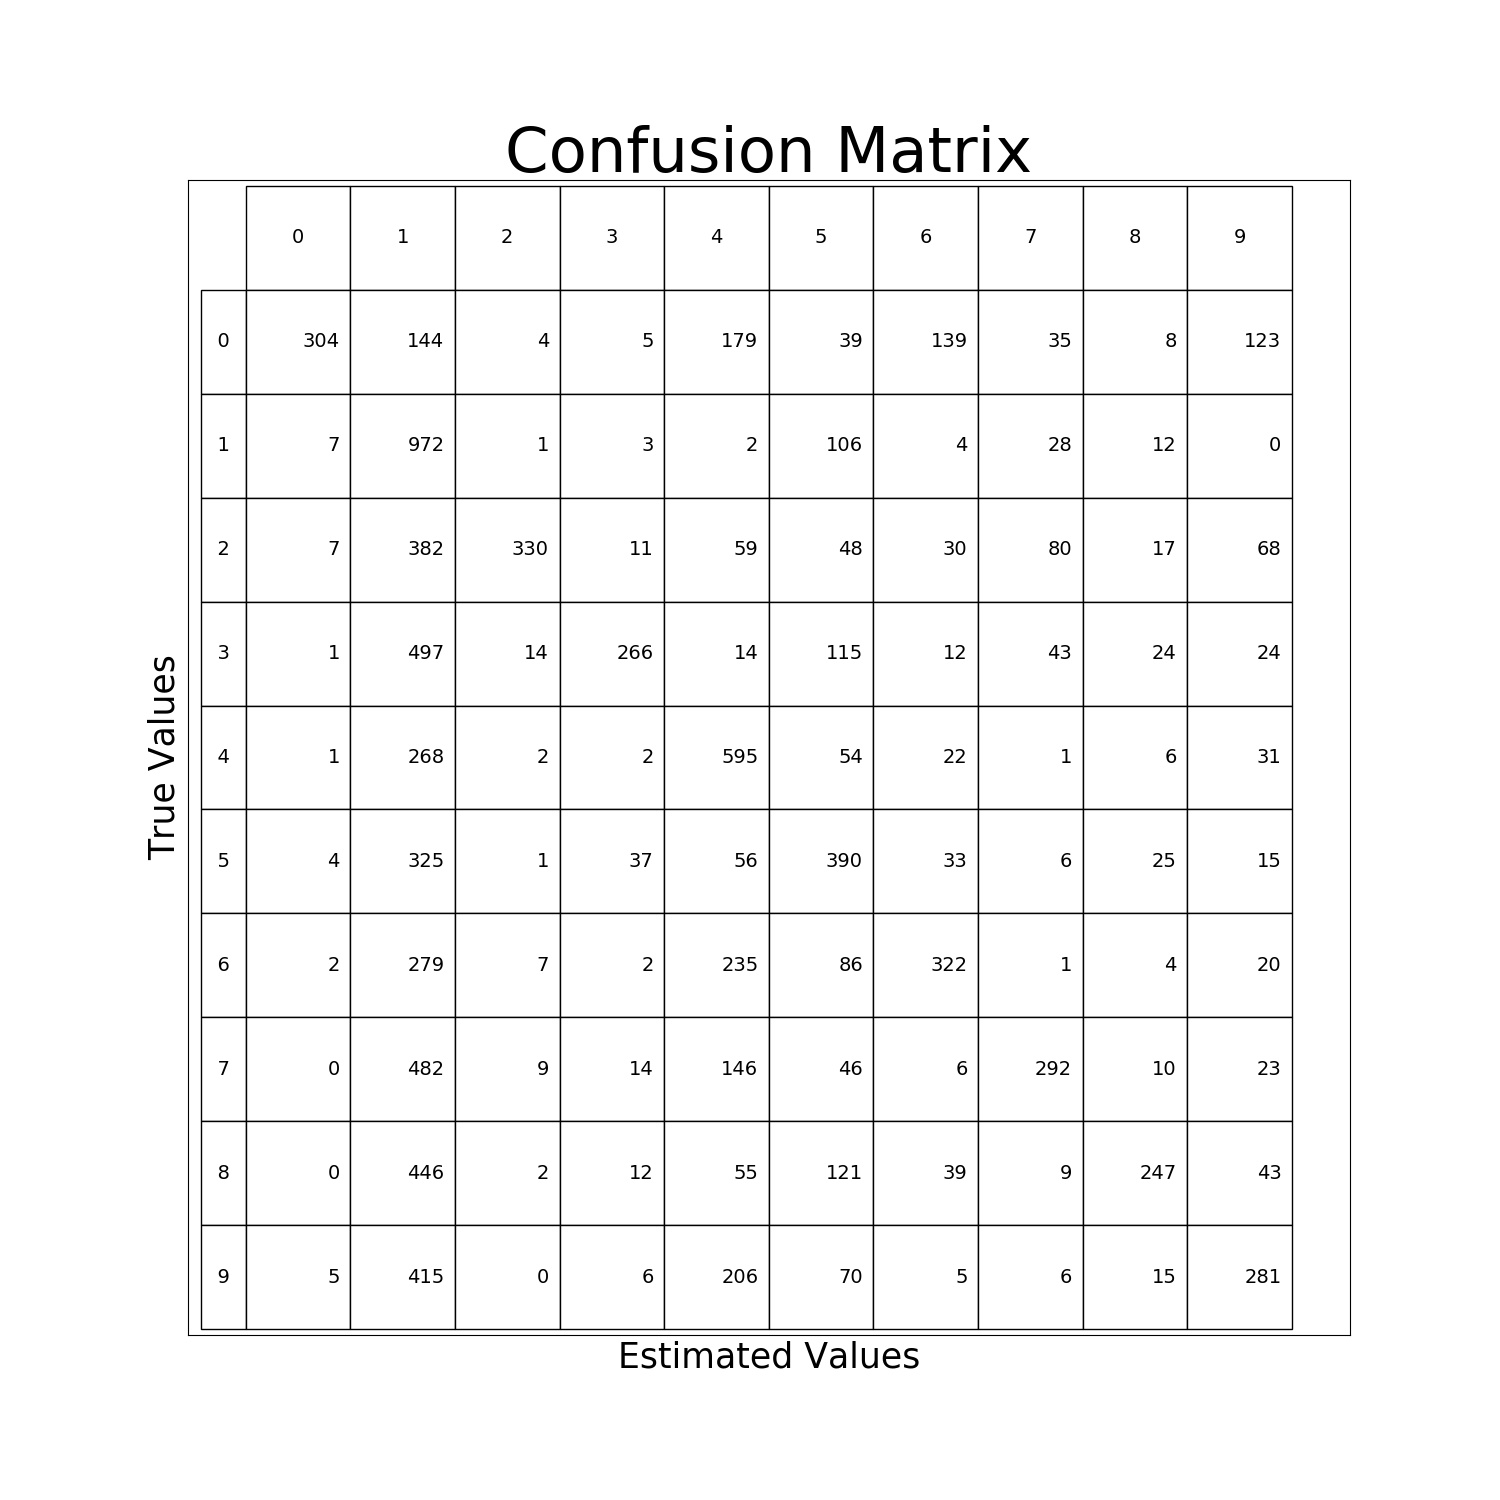 Confusion Matrix
0 1 2 3 4 5 6 7 8 9
0 304 144 4 5 179 39 139 35 8 123
1 7 972 1 3 2 106 4 28 12 0
2 7 382 330 11 59 48 30 80 17 68
3 1 497 14 266 14 115 12 43 24 24
4 1 268 2 2 595 54 22 1 6 31
5 4 325 1 37 56 390 33 6 25 15
6 2 279 7 2 235 86 322 1 4 20
7 0 482 9 14 146 46 6 292 10 23
8 0 446 2 12 55 121 39 9 247 43
9 5 415 0 6 206 70 5 6 15 281
True Values
Estimated Values